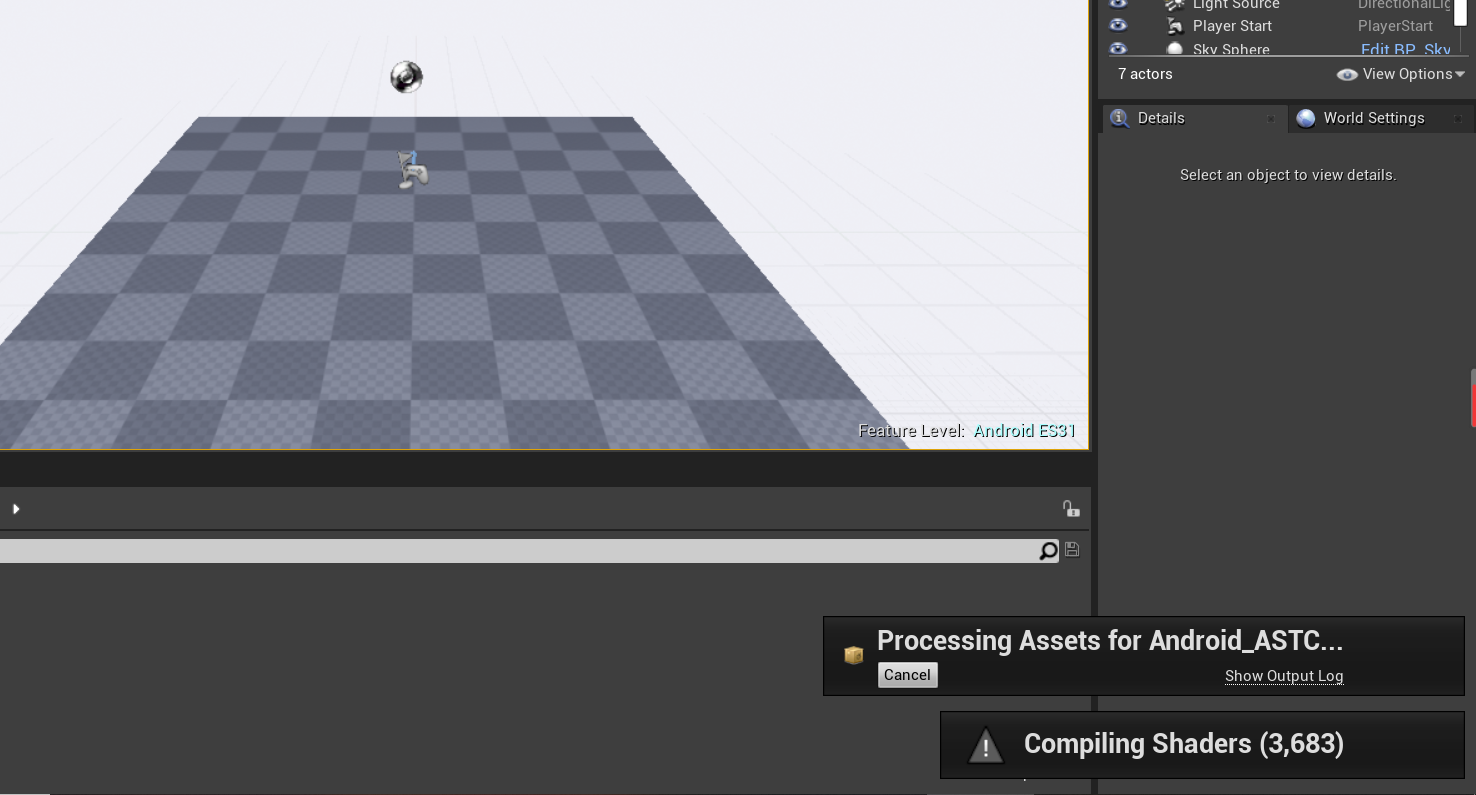 Light Source DirectionalLig
Player Start PlayerStart
Sky Sphere Edit BP_Sky
7 actors View Options
Details World Settings
Select an object to view details.
Feature Level: Android ES31
Processing Assets for Android_ASTC...
Cancel Show Output Log
Compiling Shaders (3,683)